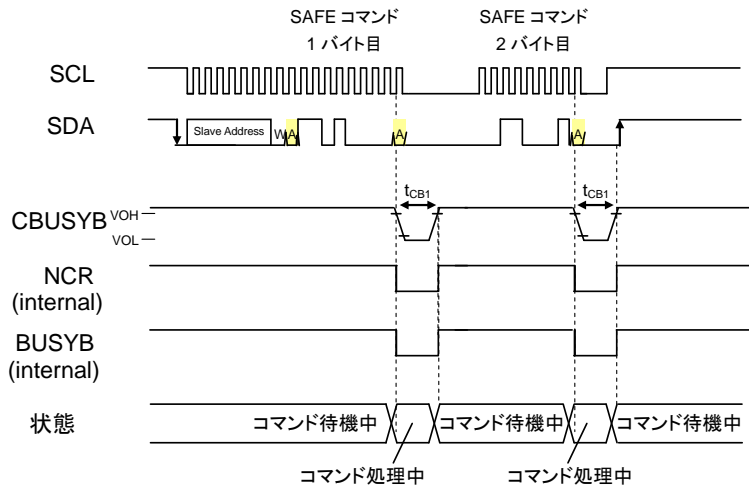 SAFE コマンド
1 バイト目
SAFE コマンド
2 バイト目
SCL
SDA
Slave Address
W
A
A
A
tCB1
tCB1
CBUSYB
VOH
VOL
NCR
(internal)
BUSYB
(internal)
状態
コマンド待機中
コマンド待機中
コマンド待機中
コマンド処理中
コマンド処理中